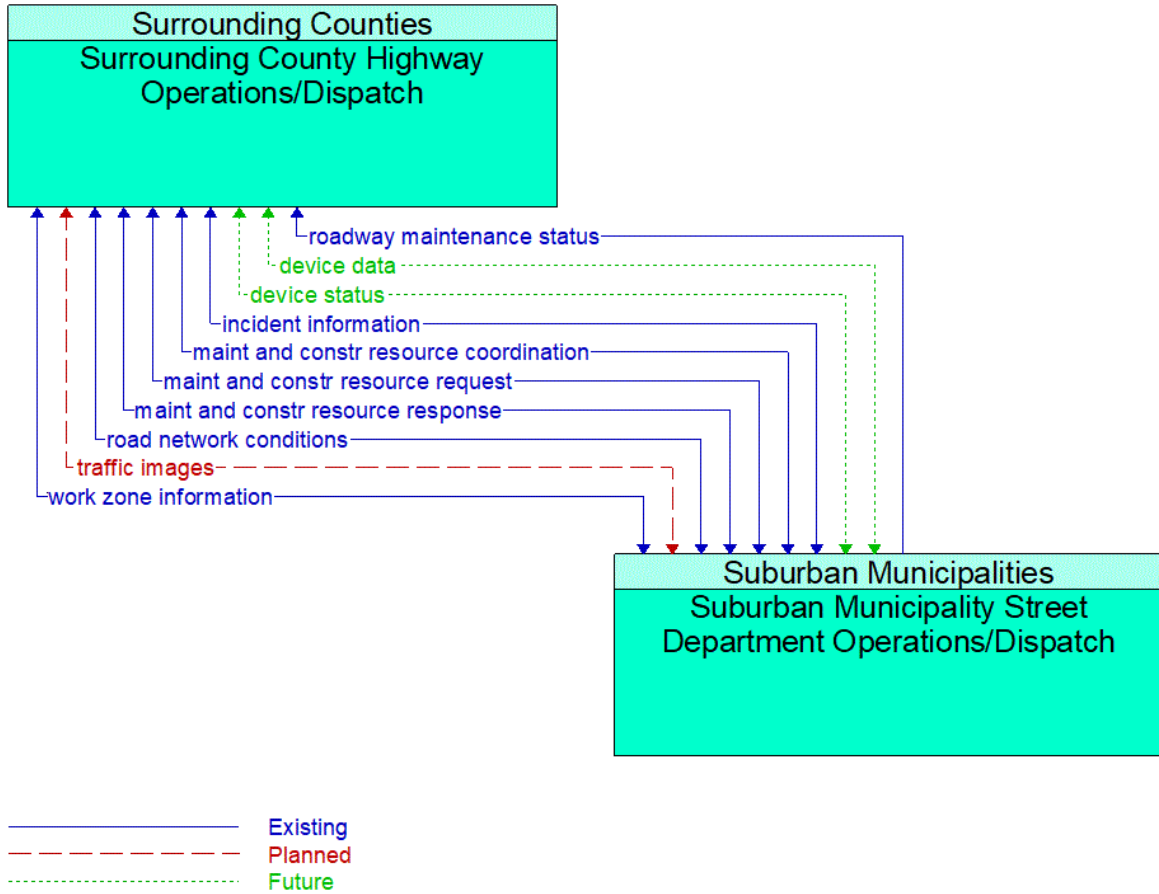 Surrounding Counties
Surrounding County Highway
Operations/Dispatch
roadway maintenance status
device data
device status
incident information
maint and constr resource coordination
maint and constr resource request
maint and constr resource response
road network conditions
traffic images
work zone information
Suburban Municipalities
Suburban Municipality Street
Department Operations/Dispatch
Existing
Planned
Future